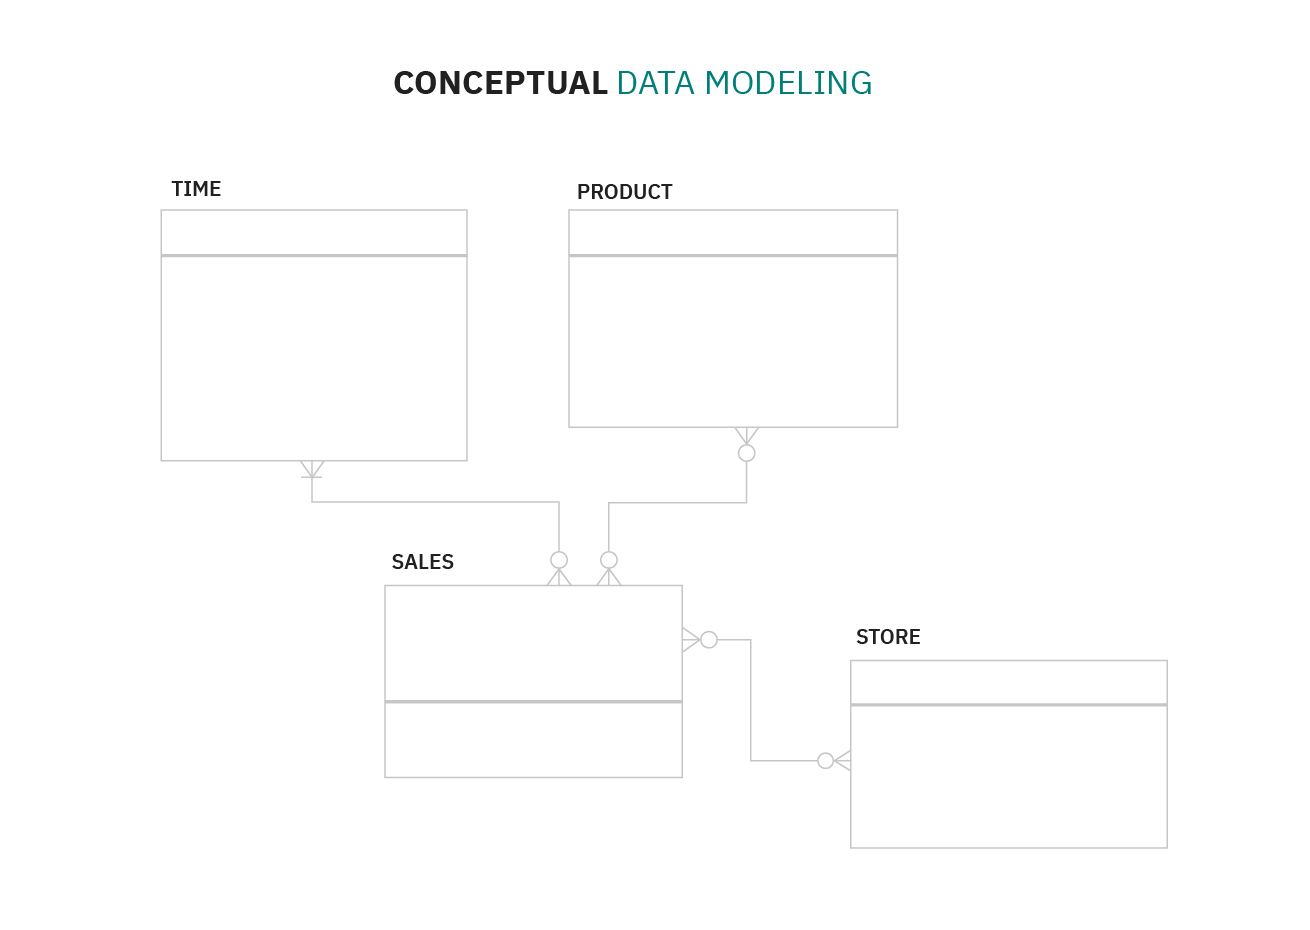 CONCEPTUAL DATA MODELING
TIME
PRODUCT
SALES
STORE